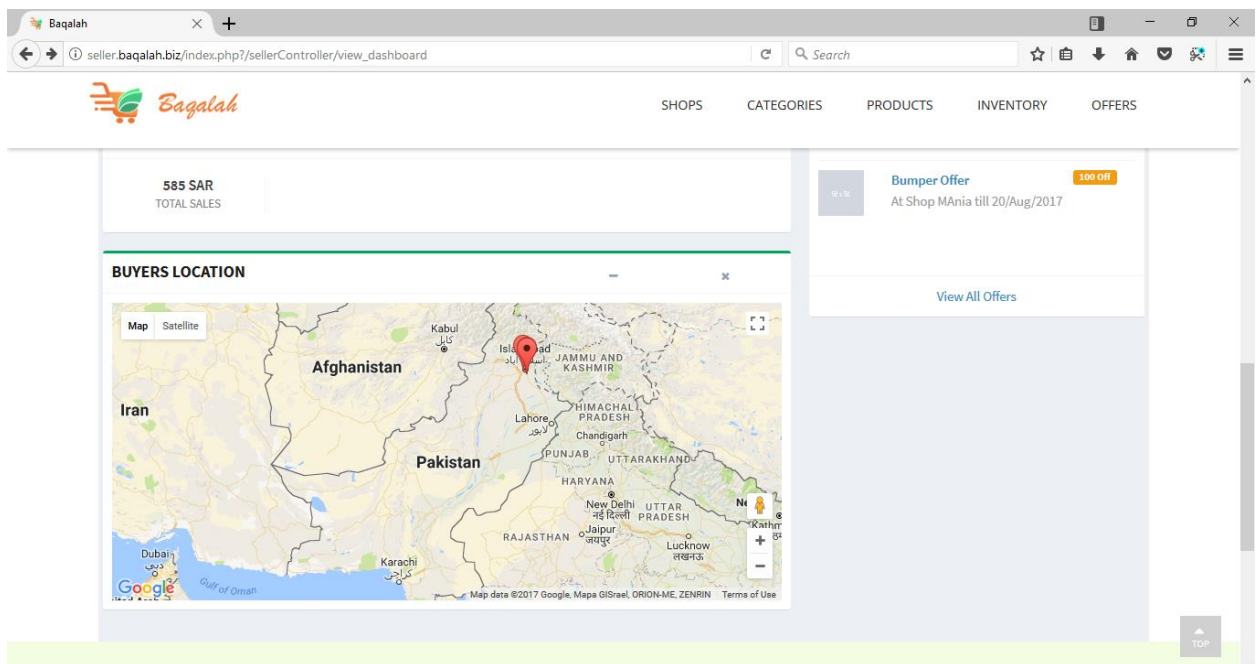 Baqalah
seller.baqalah.biz/index.php?/sellerController/view_dashboard
Search
Baqalah
SHOPS CATEGORIES PRODUCTS INVENTORY OFFERS
585 SAR
TOTAL SALES
Bumper Offer
100 Off
At Shop MAnia till 20/Aug/2017
View All Offers
BUYERS LOCATION
Map Satellite
Kabul
کابل
Afghanistan
JAMMU AND
KASHMIR
Iran
HIMACHAL
PRADESH
Lahore
لاہور
Chandigarh
Pakistan
PUNJAB
UTTARAKHAND
HARYANA
New Delhi
नई दिल्ली
UTTAR
PRADESH
RAJASTHAN
Jaipur
जयपुर
Lucknow
लखनऊ
Dubai
دبي
Karachi
کراچی
Gulf of Oman
Google
Map data ©2017 Google, Mapa GISrael, ORION-ME, ZENRIN Terms of Use
TOP